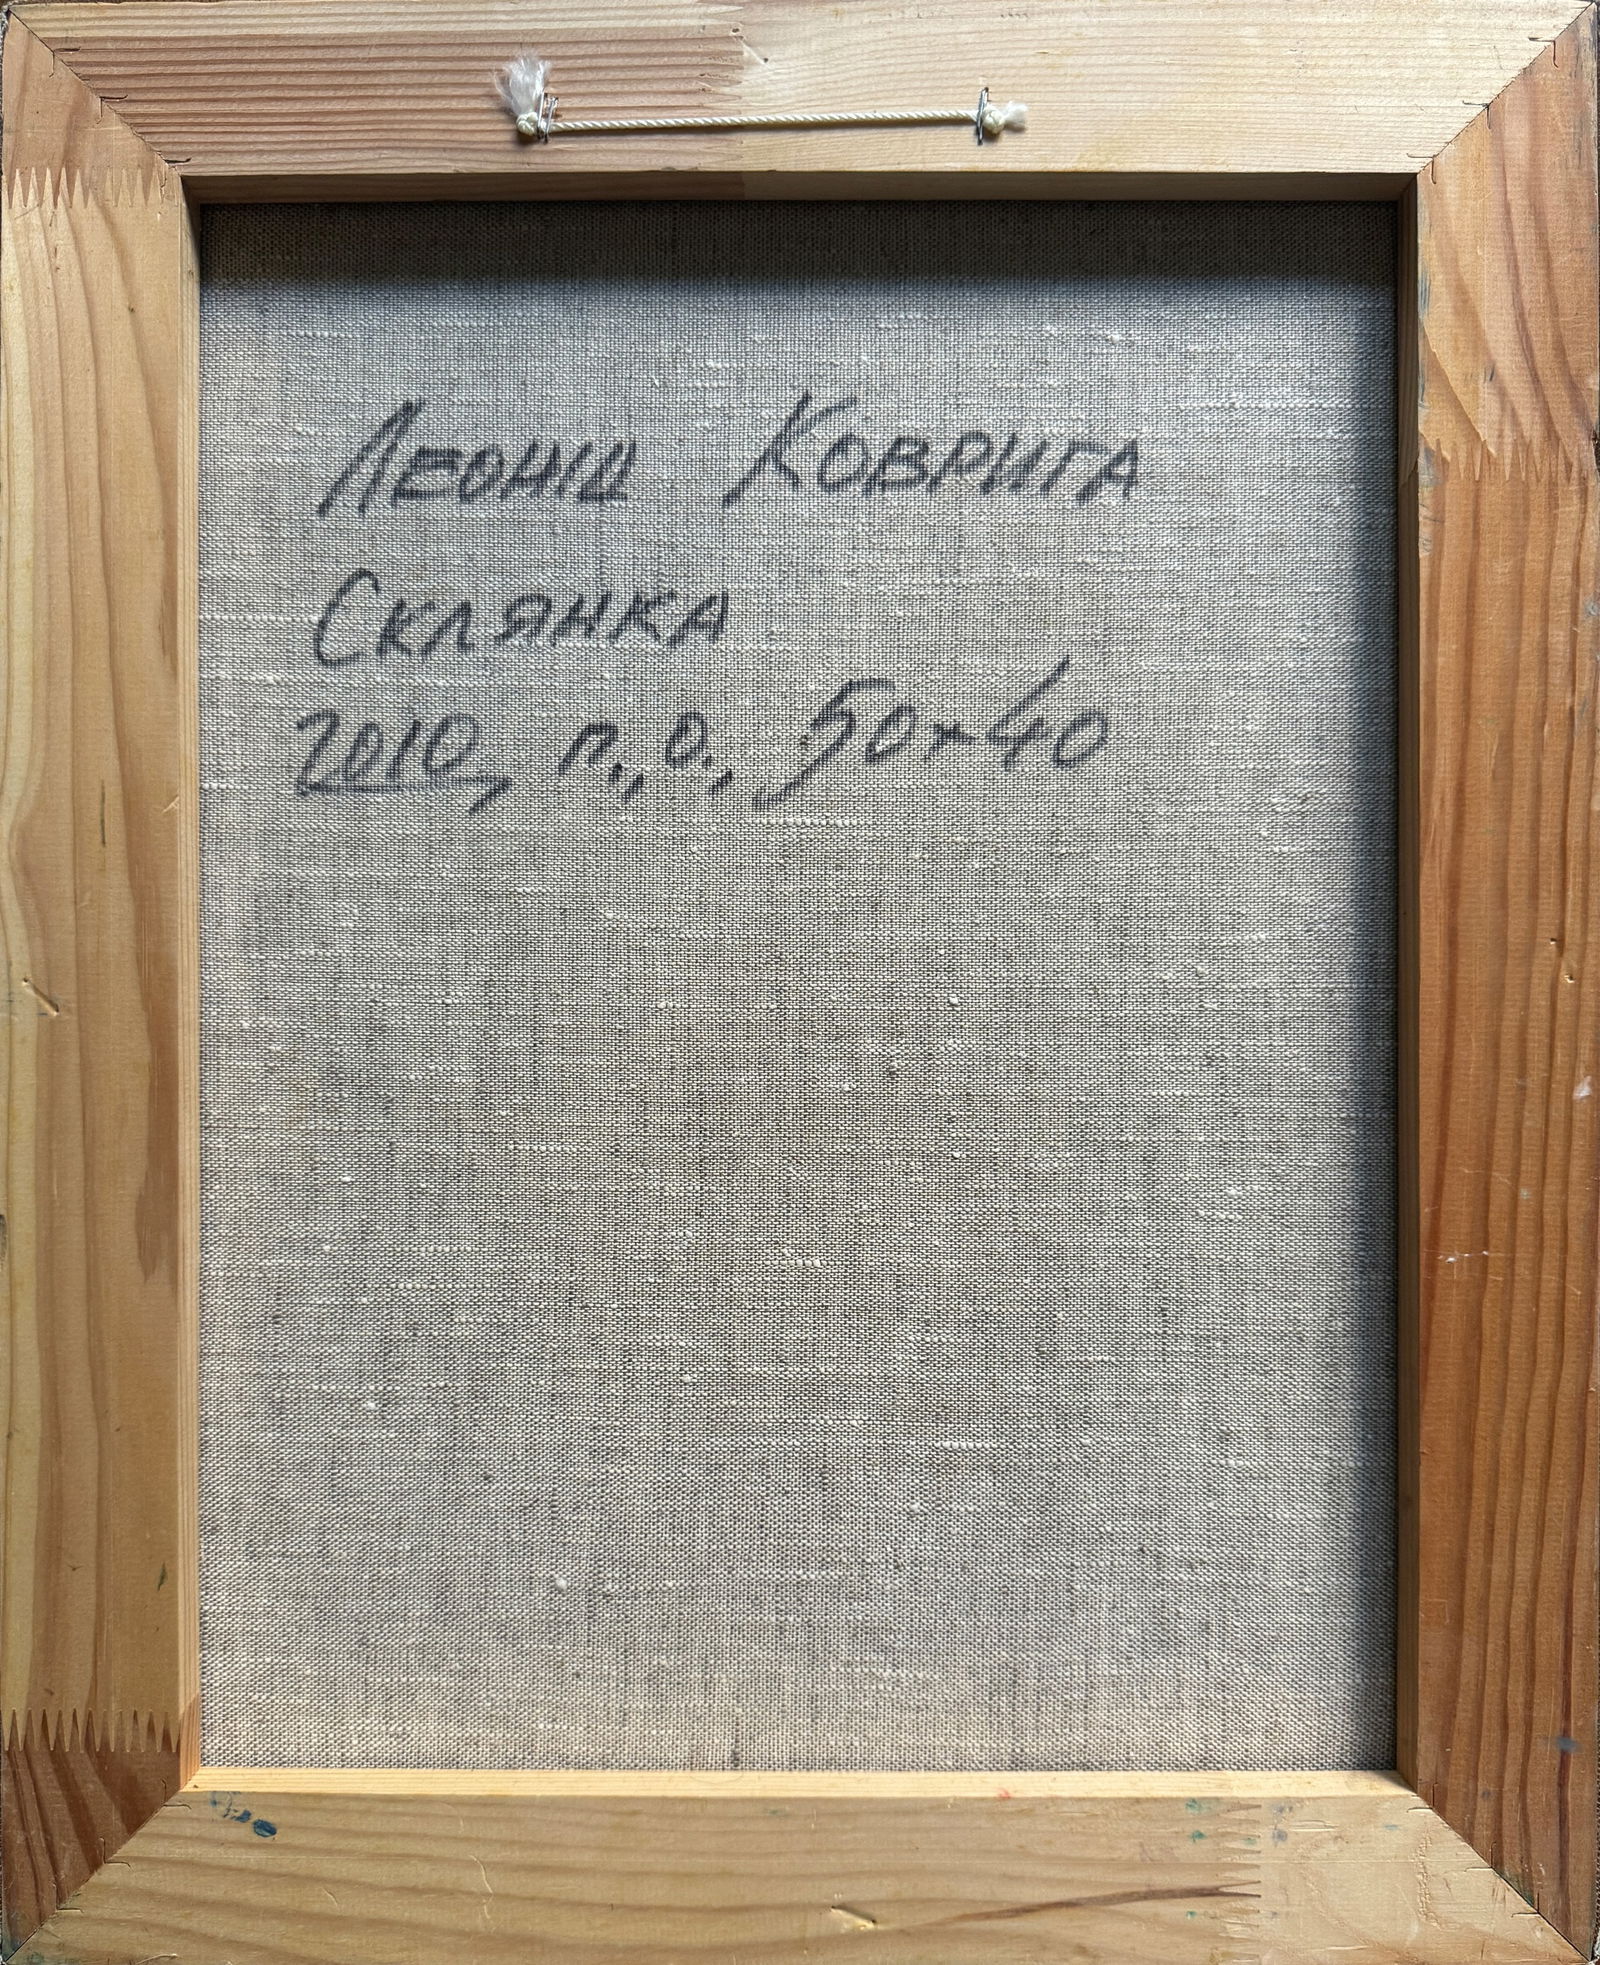 Леонід Коврига
Склянка
2010, п., о., 50×40